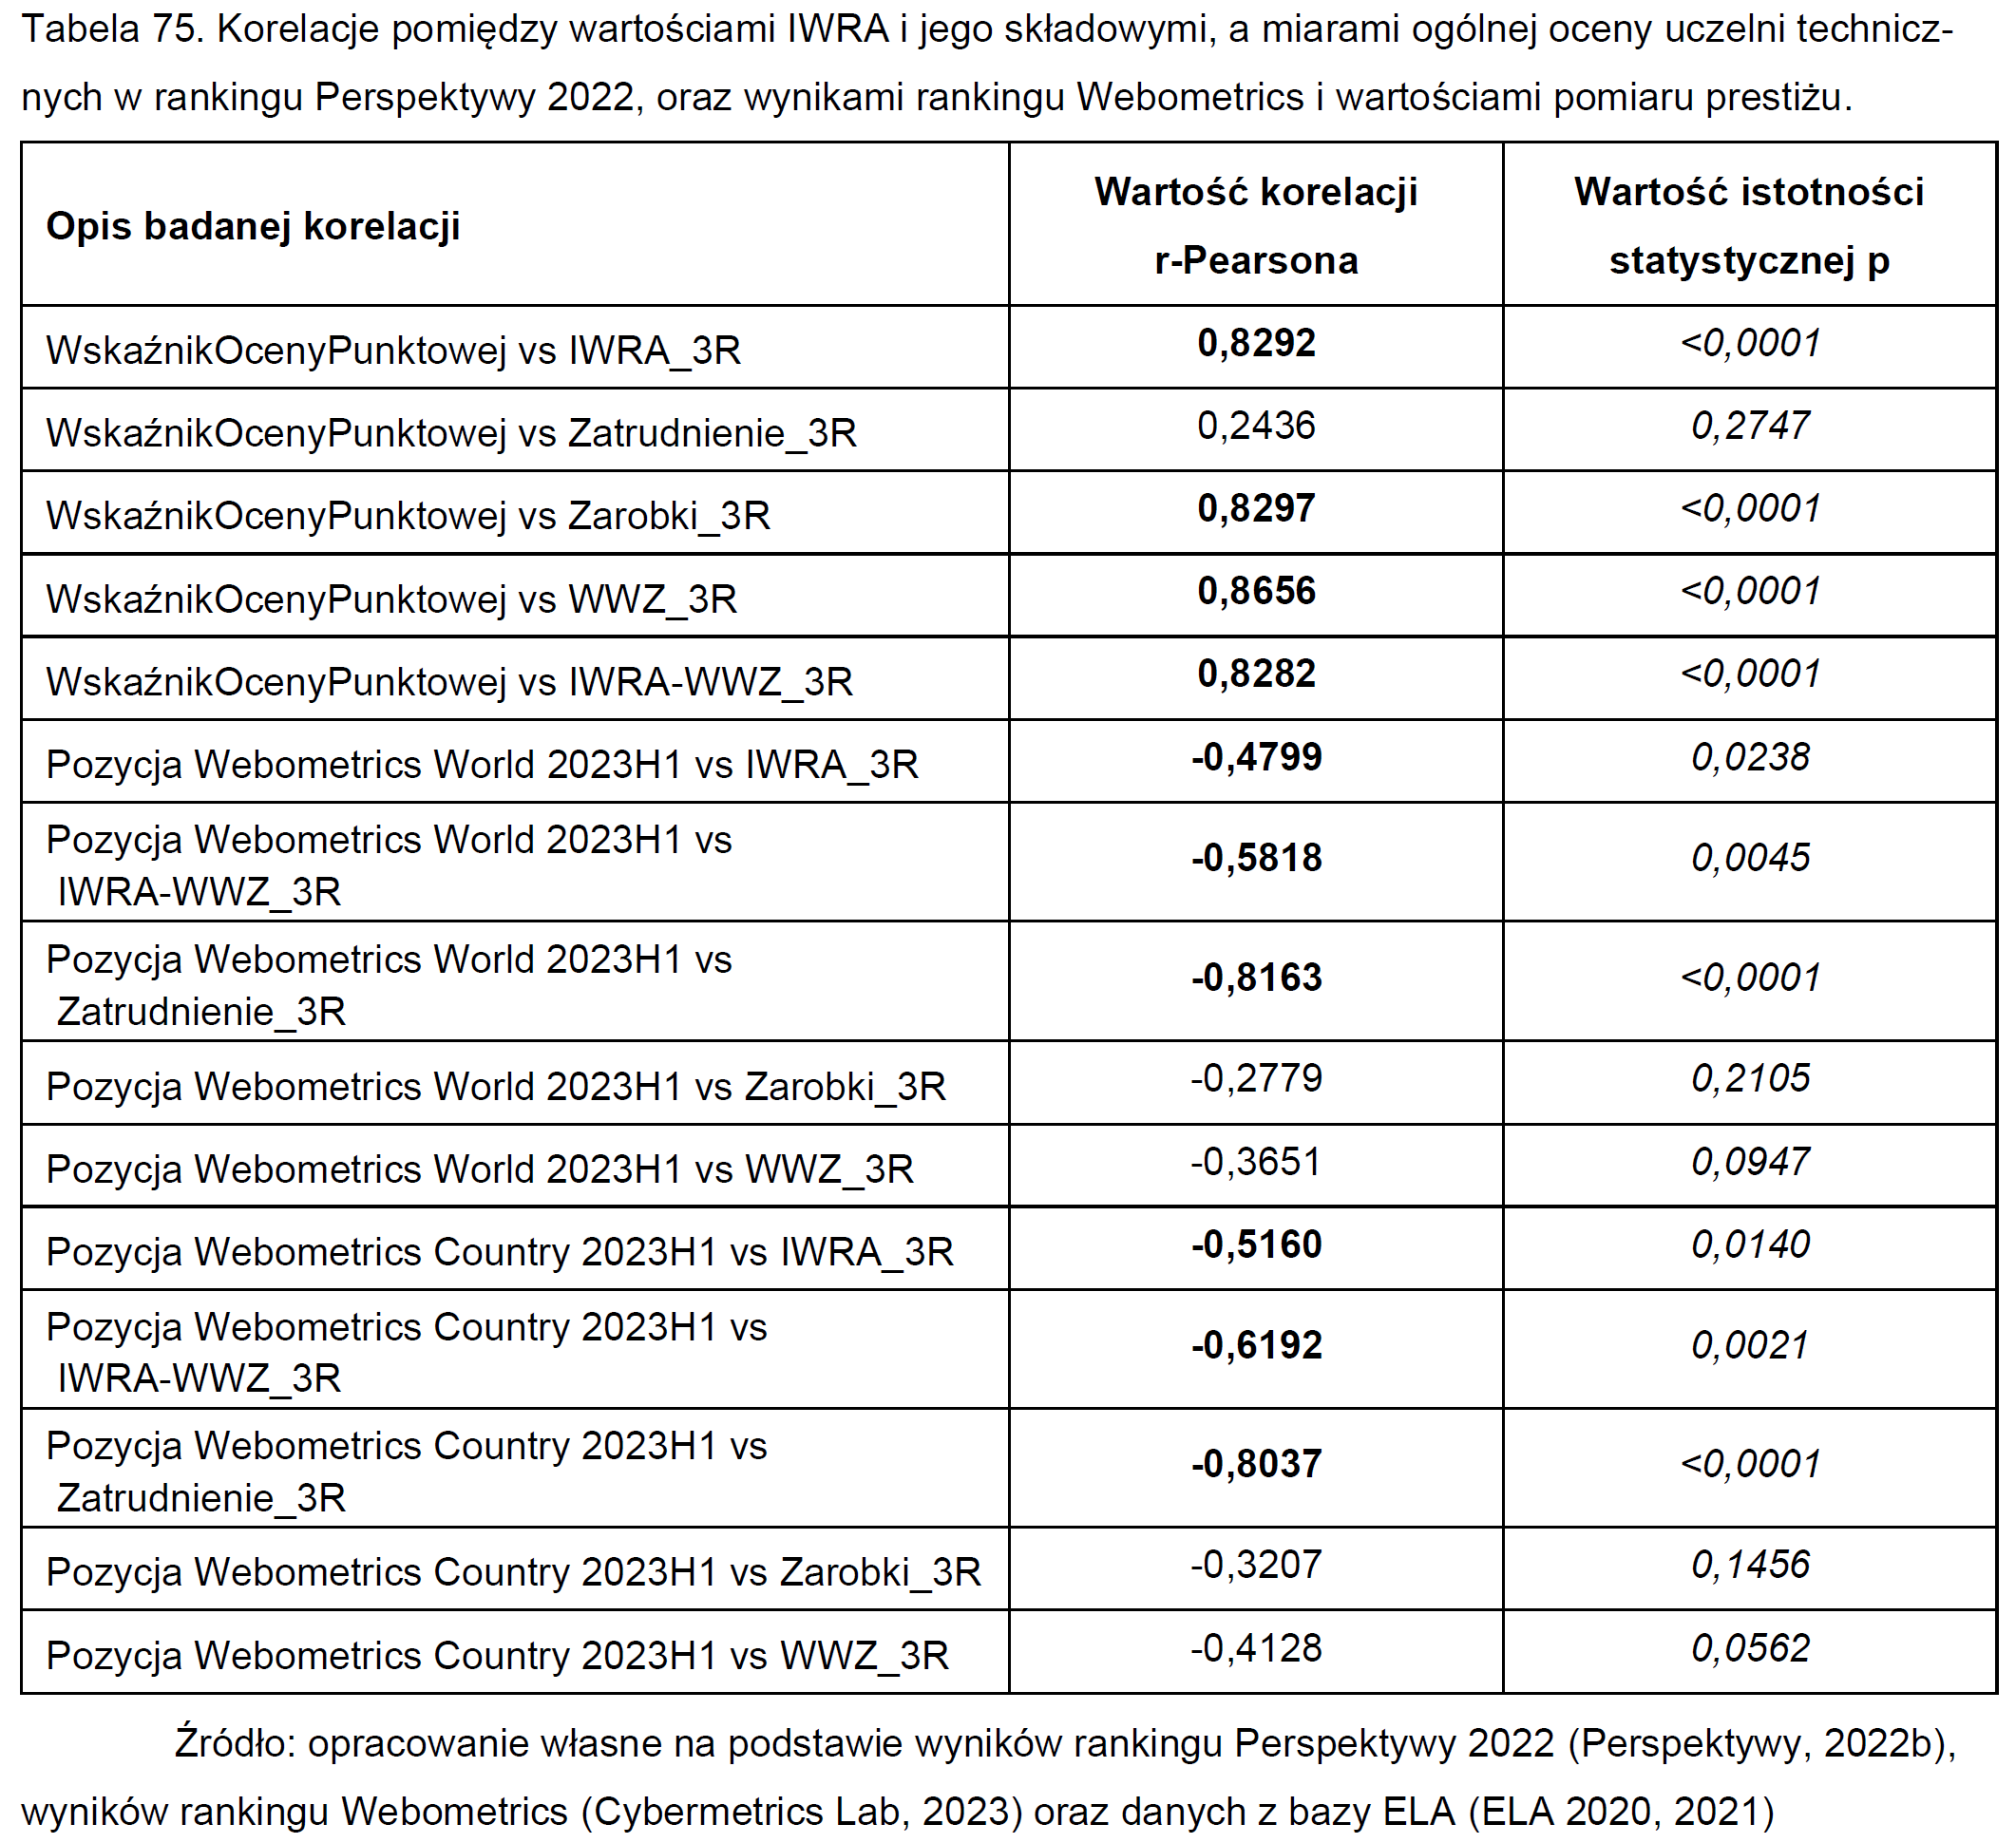 Tabela 75. Korelacje pomiędzy wartościami IWRA i jego składowymi, a miarami ogólnej oceny uczelni technicz-
nych w rankingu Perspektywy 2022, oraz wynikami rankingu Webometrics i wartościami pomiaru prestiżu.
Opis badanej korelacji
Wartość korelacji
r-Pearsona
Wartość istotności
statystycznej p
WskaźnikOcenyPunktowej vs IWRA_3R 0,8292 <0,0001
WskaźnikOcenyPunktowej vs Zatrudnienie_3R 0,2436 0,2747
WskaźnikOcenyPunktowej vs Zarobki_3R 0,8297 <0,0001
WskaźnikOcenyPunktowej vs WWZ_3R 0,8656 <0,0001
WskaźnikOcenyPunktowej vs IWRA-WWZ_3R 0,8282 <0,0001
Pozycja Webometrics World 2023H1 vs IWRA_3R -0,4799 0,0238
Pozycja Webometrics World 2023H1 vs
IWRA-WWZ_3R -0,5818 0,0045
Pozycja Webometrics World 2023H1 vs
Zatrudnienie_3R -0,8163 <0,0001
Pozycja Webometrics World 2023H1 vs Zarobki_3R -0,2779 0,2105
Pozycja Webometrics World 2023H1 vs WWZ_3R -0,3651 0,0947
Pozycja Webometrics Country 2023H1 vs IWRA_3R -0,5160 0,0140
Pozycja Webometrics Country 2023H1 vs
IWRA-WWZ_3R -0,6192 0,0021
Pozycja Webometrics Country 2023H1 vs
Zatrudnienie_3R -0,8037 <0,0001
Pozycja Webometrics Country 2023H1 vs Zarobki_3R -0,3207 0,1456
Pozycja Webometrics Country 2023H1 vs WWZ_3R -0,4128 0,0562
Źródło: opracowanie własne na podstawie wyników rankingu Perspektywy 2022 (Perspektywy, 2022b),
wyników rankingu Webometrics (Cybermetrics Lab, 2023) oraz danych z bazy ELA (ELA 2020, 2021)